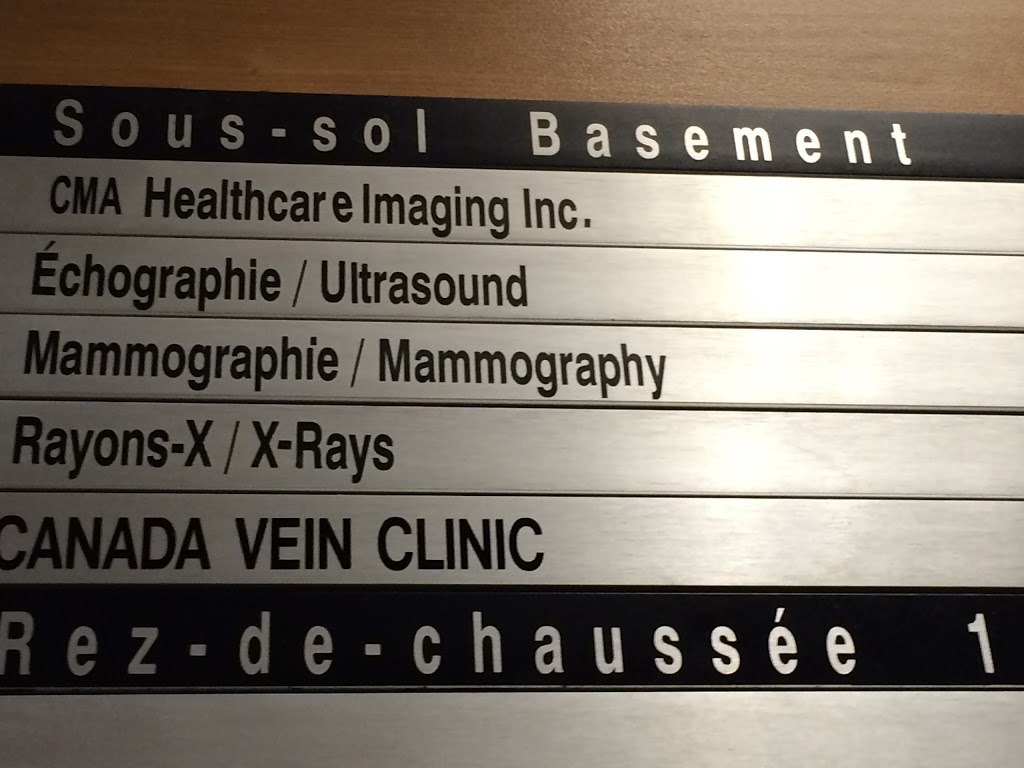 Sous-sol Basement
CMA Healthcare Imaging Inc.
Échographie / Ultrasound
Mammographie / Mammography
Rayons-X / X-Rays
CANADA VEIN CLINIC
Rez-de-chaussée 1